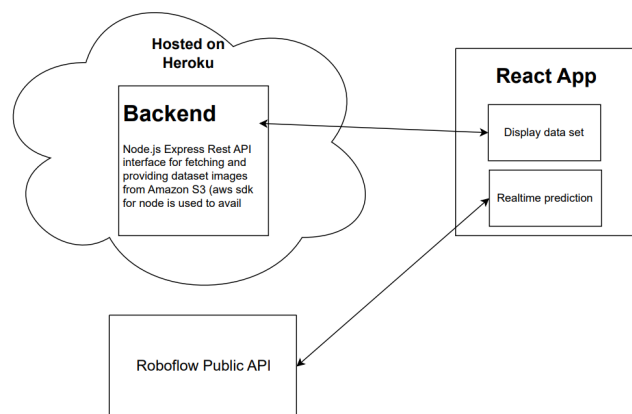 Hosted on
Heroku
Backend
Node.js Express Rest API
interface for fetching and
providing dataset images
from Amazon S3 (aws sdk
for node is used to avail
React App
Display data set
Realtime prediction
Roboflow Public API